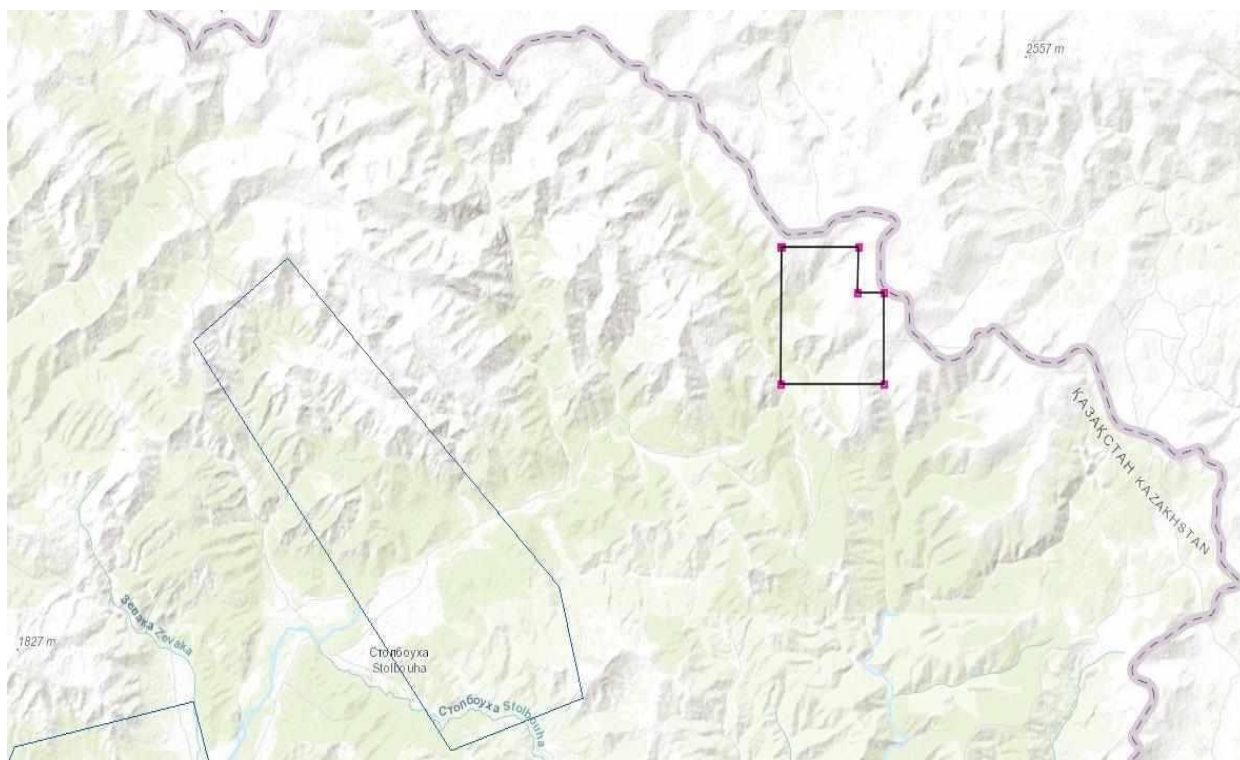 2557 m
ҚАЗАҚСТАН KAZAKHSTAN
Зевака Zevaka
1827 m
Столбоуха
Stolbouha
Столбоуха Stolbouha